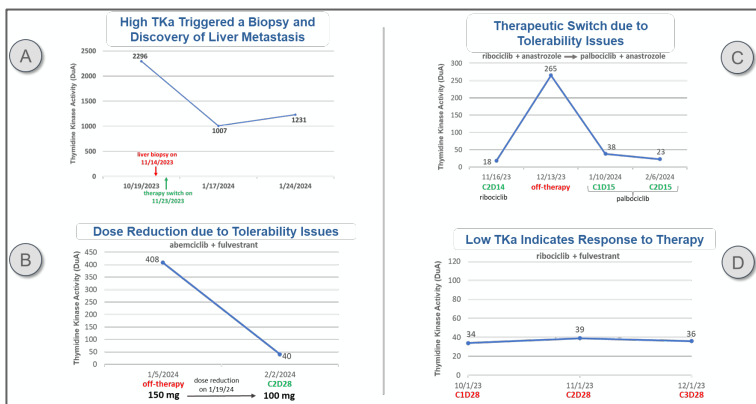 A
High TKa Triggered a Biopsy and
Discovery of Liver Metastasis
Thymidine Kinase Activity (DuA)
2500
2000
1500
1000
500
0
2296
1007
1231
liver biopsy on
11/14/2023
10/19/2023 1/17/2024 1/24/2024
therapy switch on
11/23/2023
B
Dose Reduction due to Tolerability Issues
abemciclib + fulvestrant
Thymidine Kinase Activity (DuA)
450
400
350
300
250
200
150
100
50
0
408
40
1/5/2024 2/2/2024
off-therapy C2D28
150 mg dose reduction on 1/19/24 100 mg
C
Therapeutic Switch due to
Tolerability Issues
ribociclib + anastrozole → palbociclib + anastrozole
Thymidine Kinase Activity (DuA)
300
250
200
150
100
50
0
18
265
38
23
11/16/23 12/13/23 1/10/2024 2/6/2024
C2D14 off-therapy C1D15 C2D15
ribociclib palbociclib
D
Low TKa Indicates Response to Therapy
ribociclib + fulvestrant
Thymidine Kinase Activity (DuA)
120
100
80
60
40
20
0
34
39
36
10/1/23 11/1/23 12/1/23
C1D28 C2D28 C3D28